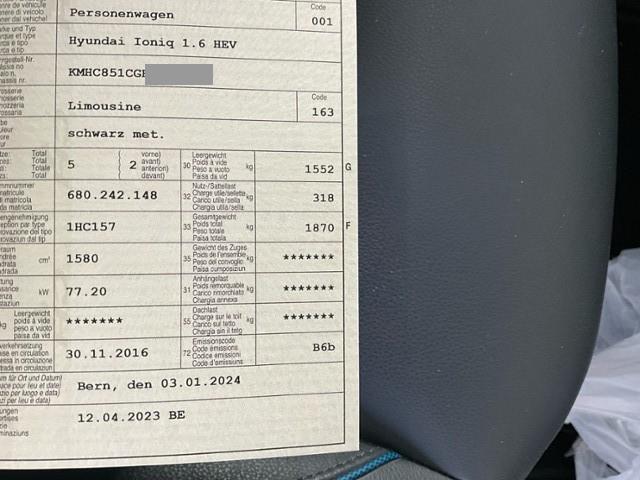 Personenwagen
Code
001
Hyundai Ioniq 1.6 HEV
KMHC851CG
Limousine
Code
163
schwarz met.
Total
Total
Totale
Total
5
2
vorne)
avant)
anteriori)
davant)
30
Leergewicht
Poids à vide
Peso a vuoto
Paisa da vid
kg
1552
G
680.242.148
32
Nutz-/Sattellast
Charge utile/sellette
Carico utile/sella
Chargia utila/sella
kg
318
1HC157
33
Gesamtgewicht
Poids total
Peso totale
Paisa totala
kg
1870
F
cm³
1580
35
Gewicht des Zuges
Poids de l'ensemble
Peso del convoglio
Paisa cumposiziun
kg
*******
kW
77.20
31
Anhängelast
Poids remorquable
Carico rimorchiato
Chargia annexa
kg
*******
kg
Leergewicht
poids à vide
peso a vuoto
paisa da vid
*******
55
Dachlast
Charge sur le toit
Carico sul tetto
Chargia sin il tetg
kg
*******
30.11.2016
72
Emissionscode
Code émissions
Codice emissioni
Code d'emissiuns
B6b
Bern, den 03.01.2024
12.04.2023 BE